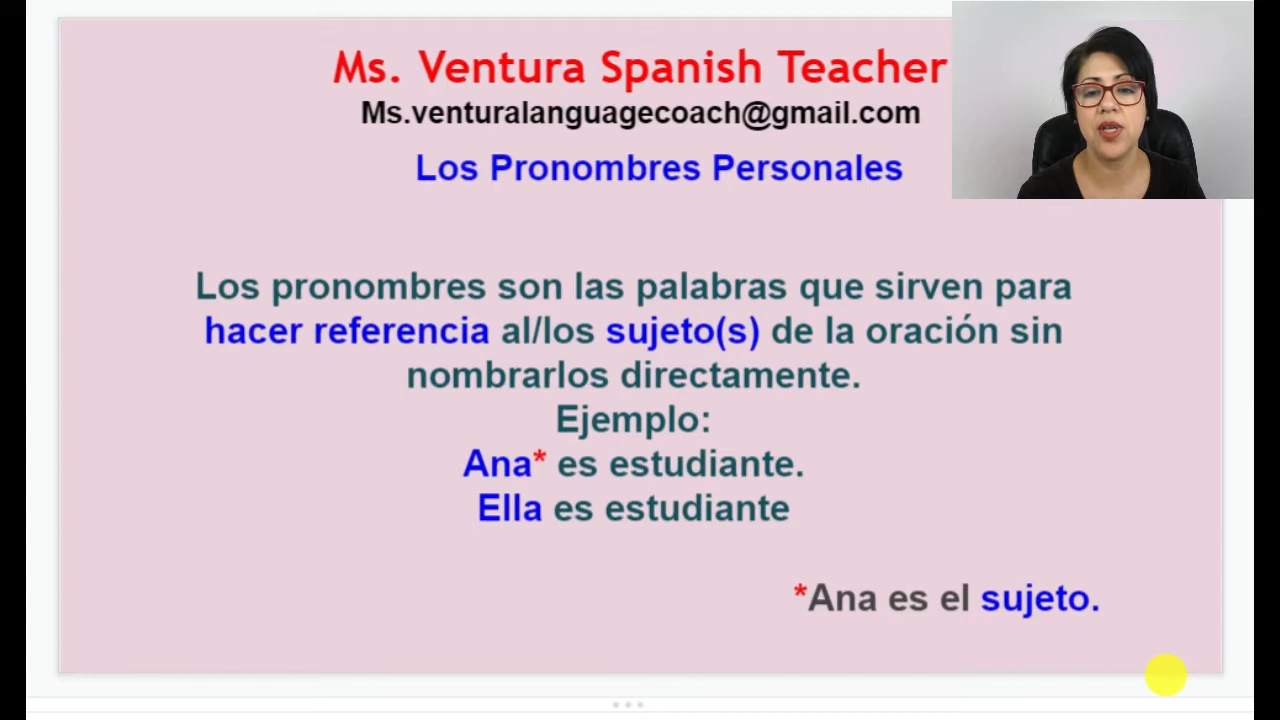 Ms. Ventura Spanish Teacher
Ms.venturalanguagecoach@gmail.com
Los Pronombres Personales
Los pronombres son las palabras que sirven para
hacer referencia al/los sujeto(s) de la oración sin
nombrarlos directamente.
Ejemplo:
Ana* es estudiante.
Ella es estudiante
*Ana es el sujeto.